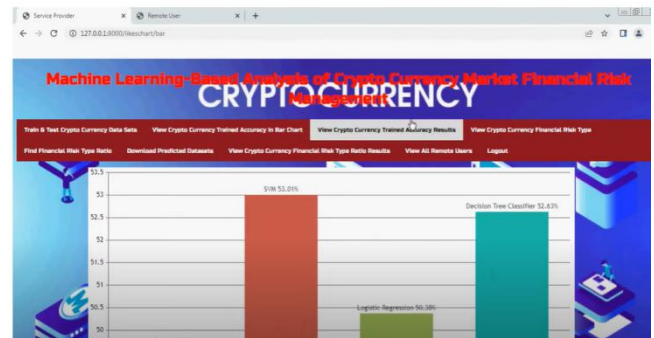 Service Provider
Remote User
127.0.0.1:8000/likeschart/bar
Machine Learning-Based Analysis of Crypto Currency Market Financial Risk
Management
CRYPTOCURRENCY
Train & Test Crypto Currency Data Sets View Crypto Currency Trained Accuracy in Bar Chart View Crypto Currency Trained Accuracy Results View Crypto Currency Financial Risk Type
Find Financial Risk Type Ratio Download Predicted Datasets View Crypto Currency Financial Risk Type Ratio Results View All Remote Users Logout
53.5
SVM 53.01%
53
Decision Tree Classifier 52.63%
52.5
52
51.5
51
50.5
Logistic Regression 50.38%
50